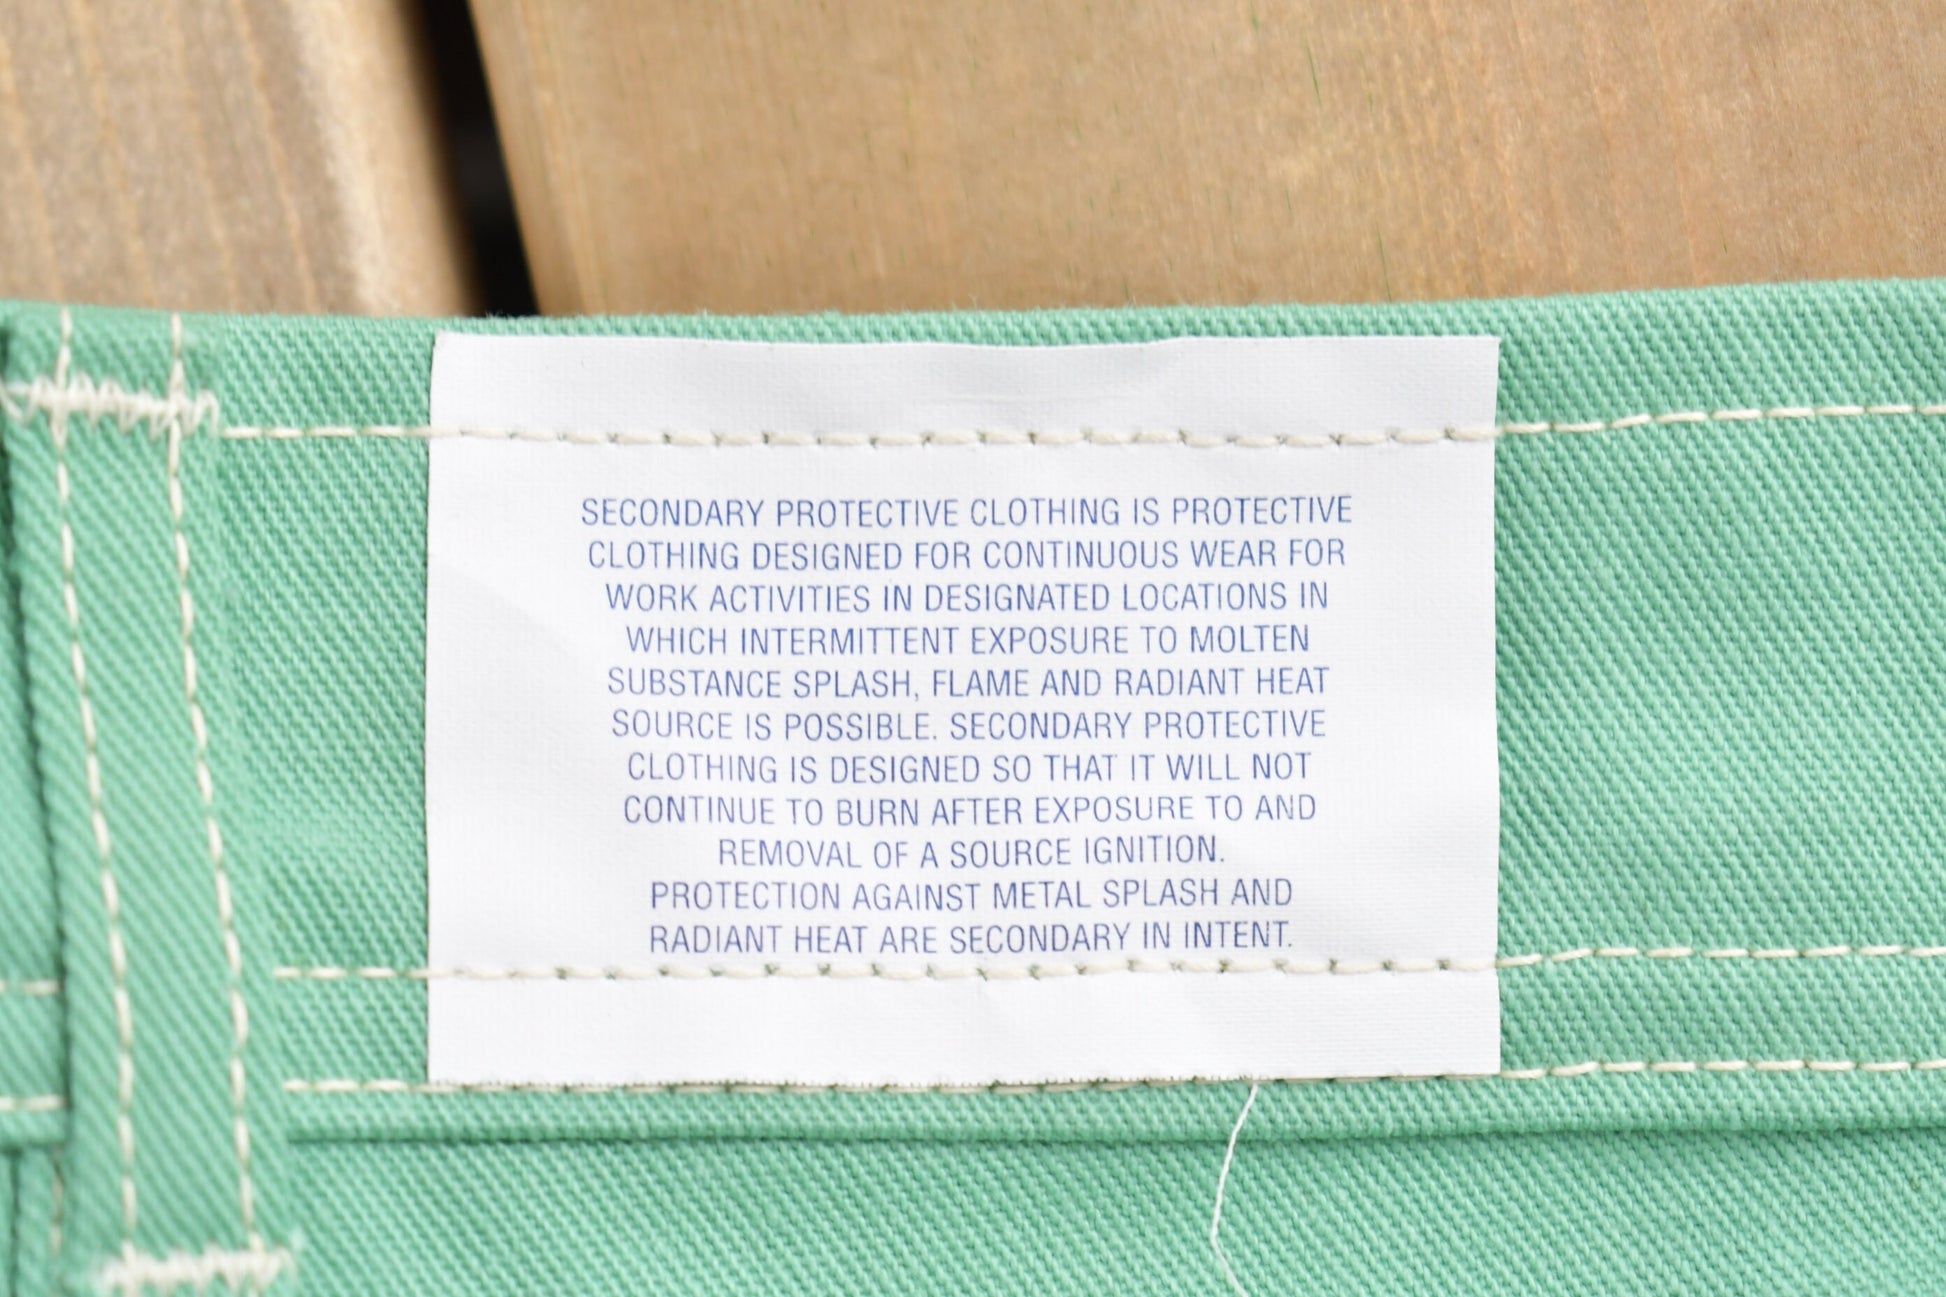 SECONDARY PROTECTIVE CLOTHING IS PROTECTIVE
CLOTHING DESIGNED FOR CONTINUOUS WEAR FOR
WORK ACTIVITIES IN DESIGNATED LOCATIONS IN
WHICH INTERMITTENT EXPOSURE TO MOLTEN
SUBSTANCE SPLASH, FLAME AND RADIANT HEAT
SOURCE IS POSSIBLE. SECONDARY PROTECTIVE
CLOTHING IS DESIGNED SO THAT IT WILL NOT
CONTINUE TO BURN AFTER EXPOSURE TO AND
REMOVAL OF A SOURCE IGNITION.
PROTECTION AGAINST METAL SPLASH AND
RADIANT HEAT ARE SECONDARY IN INTENT.